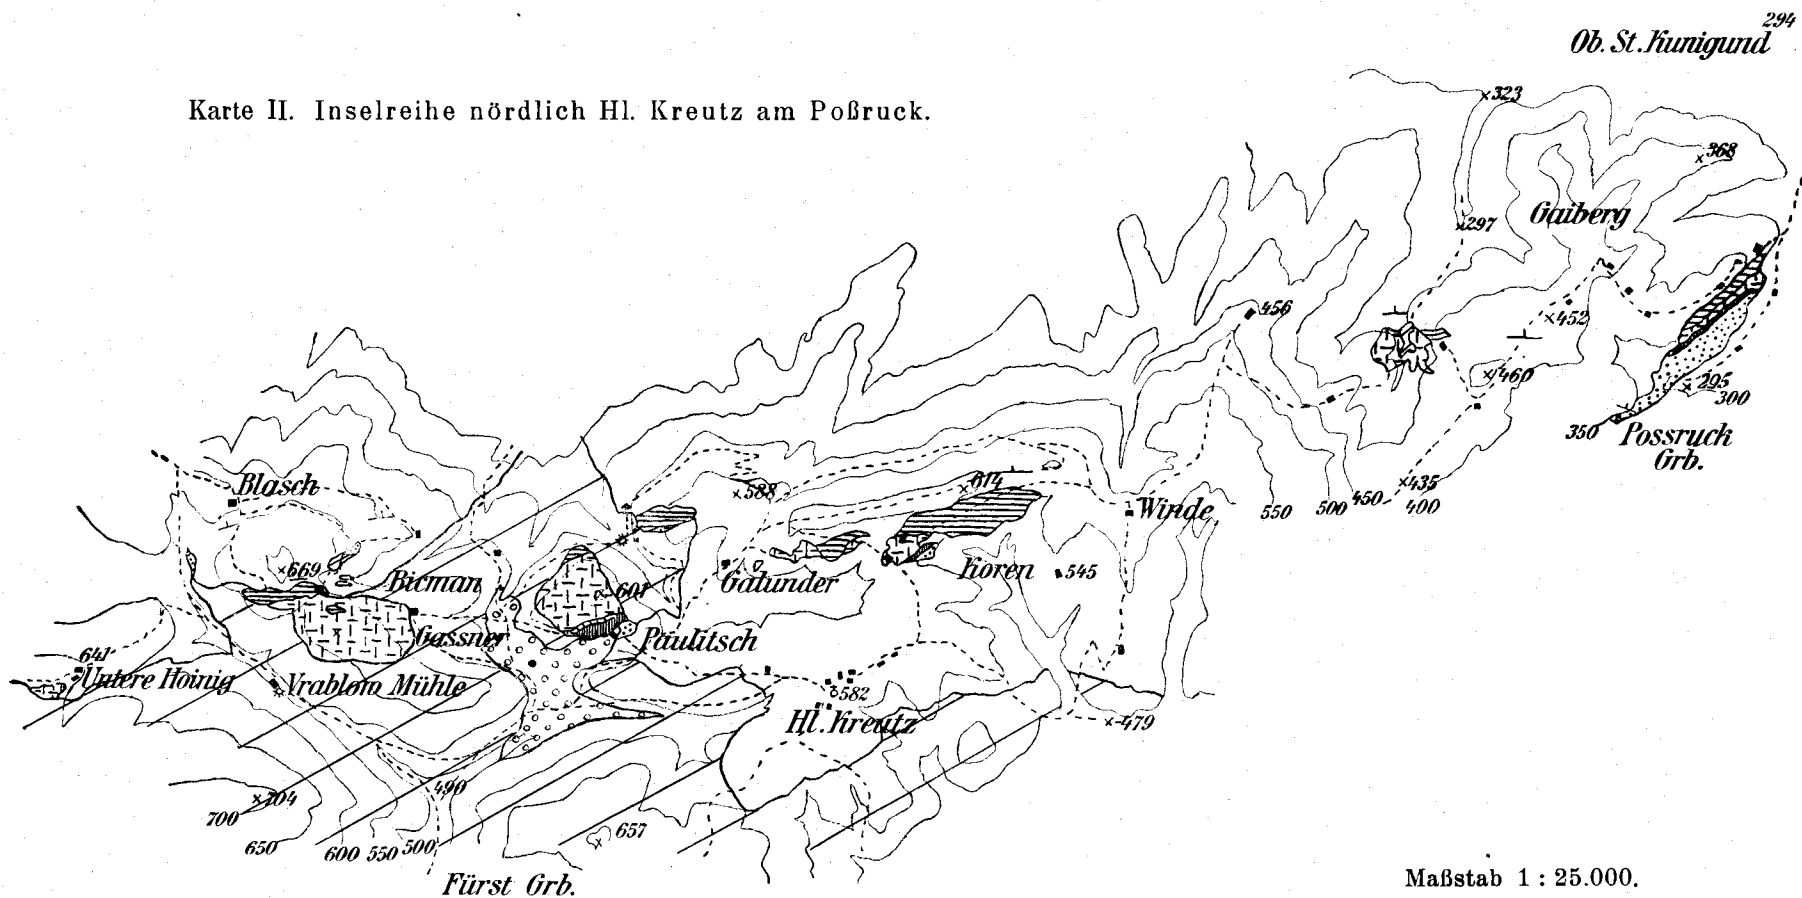 294
Ob. St. Kunigund
×323
Karte II. Inselreihe nördlich Hl. Kreutz am Poßruck.
×368
Gaiberg
×297
×456
×452
×460
×295
300
350
Possruck
Grb.
×435
400
450
500
550
Winde
×614
×588
Blasch
×669
Bicman
601
Galunder
Koren
545
Gassner
Paulitsch
641
Untere Hoinig
Vrablow Mühle
582
Hl. Kreutz
×479
490
×704
700
650
600
550
500
657
Maßstab 1 : 25.000.
Fürst Grb.